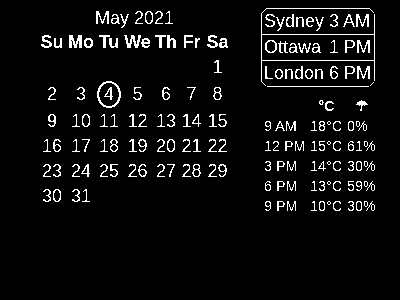 May 2021
Su Mo Tu We Th Fr Sa
1
2 3 4 5 6 7 8
9 10 11 12 13 14 15
16 17 18 19 20 21 22
23 24 25 26 27 28 29
30 31
Sydney 3 AM
Ottawa 1 PM
London 6 PM
°C ☂
9 AM 18°C 0%
12 PM 15°C 61%
3 PM 14°C 30%
6 PM 13°C 59%
9 PM 10°C 30%